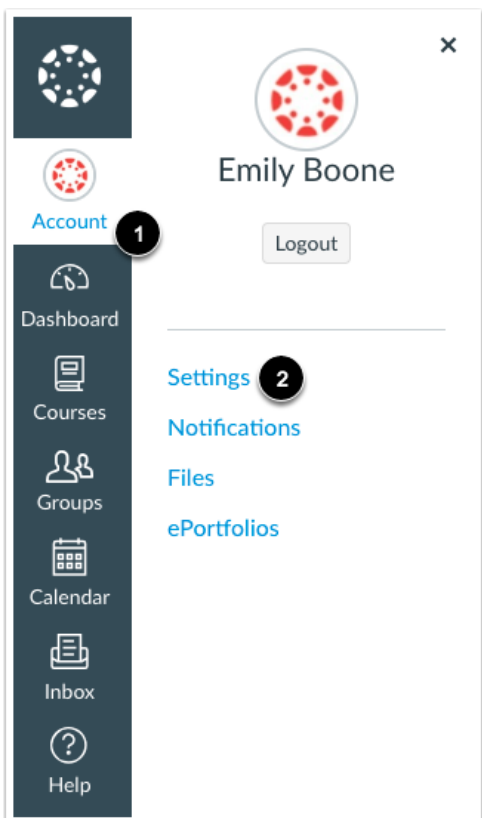 Account
1
Dashboard
Courses
Groups
Calendar
Inbox
Help
×
Emily Boone
Logout
Settings 2
Notifications
Files
ePortfolios